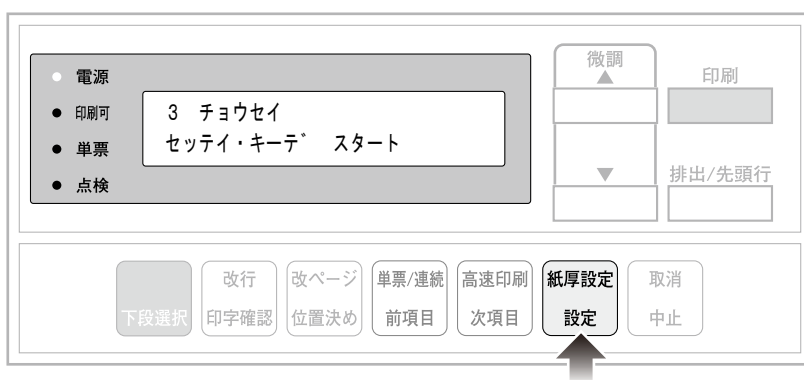 電源
印刷可
単票
点検
3 チョウセイ
セッテイ・キーデ゛ スタート
微調
▲
▼
印刷
排出/先頭行
下段選択
改行
印字確認
改ページ
位置決め
単票/連続
前項目
高速印刷
次項目
紙厚設定
設定
取消
中止